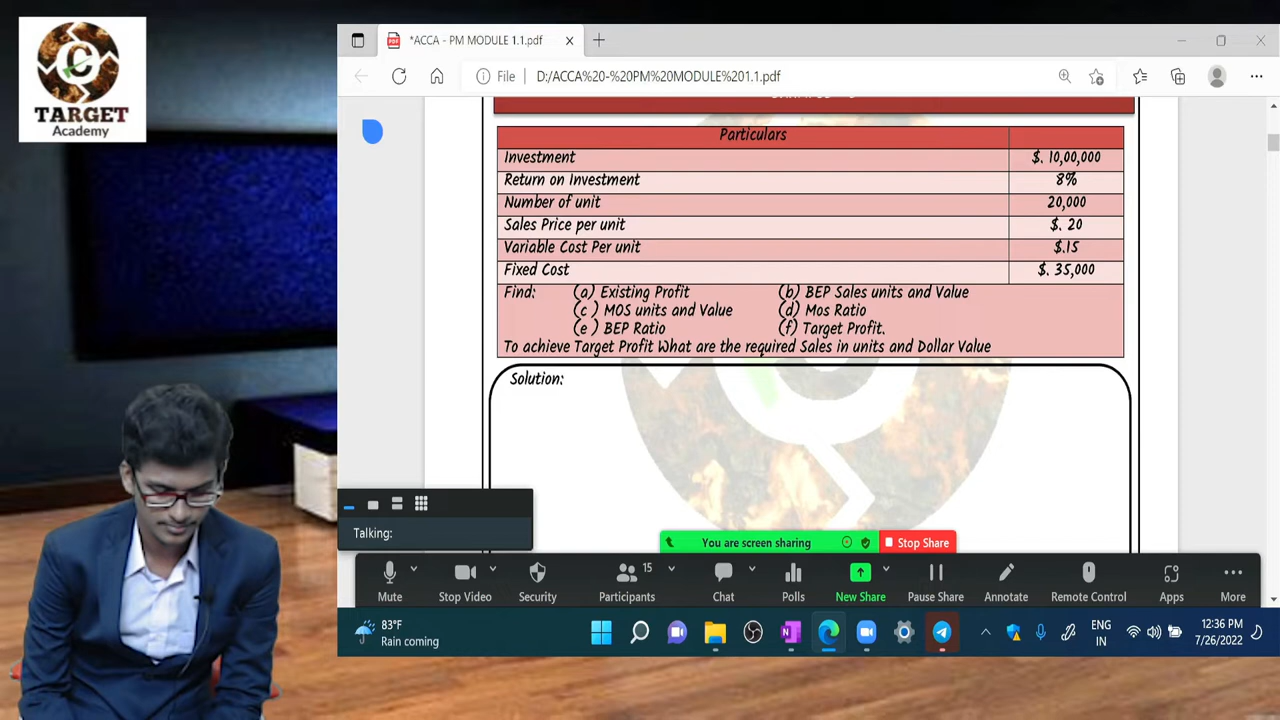 C
TARGET
Academy
*ACCA - PM MODULE 1.1.pdf
File
D:/ACCA%20-%20PM%20MODULE%201.1.pdf
Particulars
Investment $. 10,00,000
Return on Investment 8%
Number of unit 20,000
Sales Price per unit $. 20
Variable Cost Per unit $.15
Fixed Cost $. 35,000
Find: (a) Existing Profit (b) BEP Sales units and Value
(c ) MOS units and Value (d) Mos Ratio
(e ) BEP Ratio (f) Target Profit.
To achieve Target Profit What are the required Sales in units and Dollar Value
Solution:
Talking:
You are screen sharing Stop Share
15
Mute Stop Video Security Participants Chat Polls New Share Pause Share Annotate Remote Control Apps More
83°F
Rain coming
ENG
IN
12:36 PM
7/26/2022